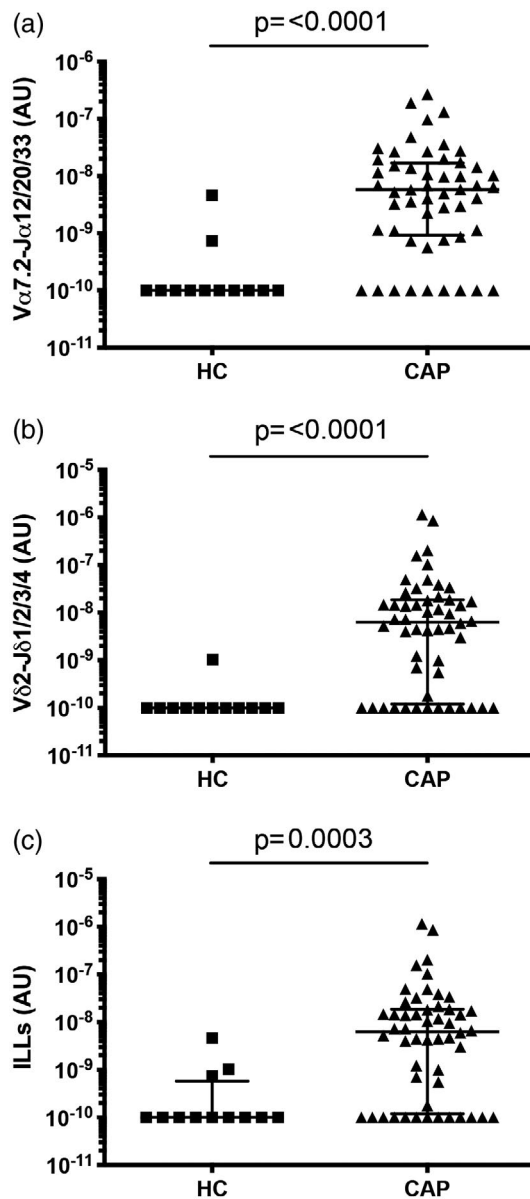 (a)
p=<0.0001
10⁻⁶
10⁻⁷
10⁻⁸
10⁻⁹
10⁻¹⁰
10⁻¹¹
Vα7.2-Jα12/20/33 (AU)
HC CAP
(b)
p=<0.0001
10⁻⁵
10⁻⁶
10⁻⁷
10⁻⁸
10⁻⁹
10⁻¹⁰
10⁻¹¹
Vδ2-Jδ1/2/3/4 (AU)
HC CAP
(c)
p=0.0003
10⁻⁵
10⁻⁶
10⁻⁷
10⁻⁸
10⁻⁹
10⁻¹⁰
10⁻¹¹
ILLs (AU)
HC CAP